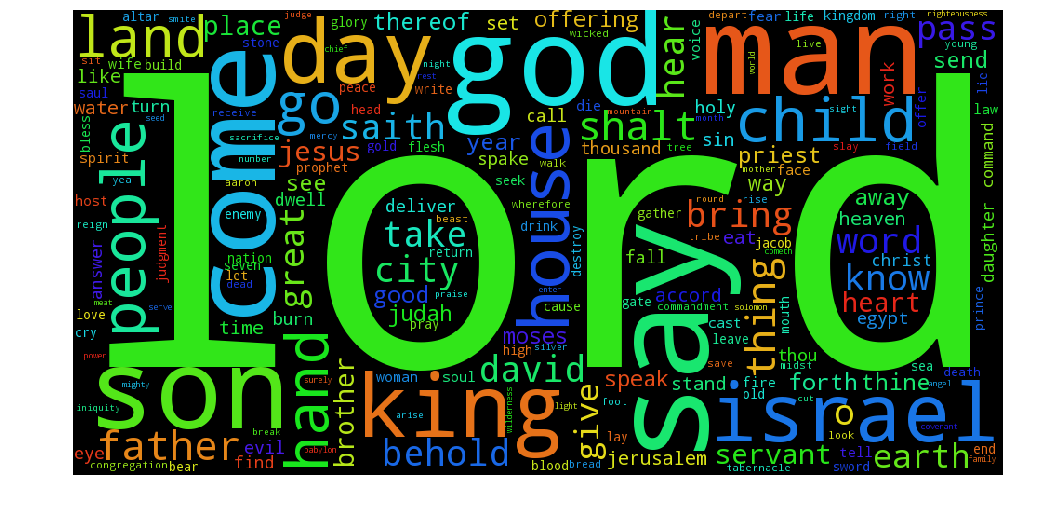 altar
smite
judge
glory
thereof
set
offering
depart
fear
life
kingdom
right
righteousness
land
place
day
god
wicked
hear
voice
man
live
pass
young
stone
chief
night
sit
wife
build
like
come
peace
rest
write
world
work
send
saul
receive
go
head
saith
call
die
mountain
holy
month
sight
offer
lie
water
turn
seed
lord
sacrifice
mercy
gold
flesh
year
house
shalt
sin
child
law
bless
people
number
jesus
prophet
spake
walk
thousand
tree
slay
field
command
spirit
yea
aaron
see
seek
priest
mother
face
host
enemy
dwell
deliver
beast
wherefore
gather
round
rise
way
away
daughter
reign
great
take
return
drink
destroy
bring
tribe
eat
jacob
cometh
heaven
judgment
nation
seven
city
fall
say
word
christ
answer
let
dead
good
praise
enter
gate
accord
thing
know
love
meat
serve
time
burn
judah
pray
cause
commandment
solomon
mouth
heart
prince
cry
moses
cast
egypt
power
hand
high
silver
leave
midst
thou
sea
son
mighty
surely
brother
woman
soul
david
speak
stand
save
fire
old
forth
thine
angel
death
iniquity
king
arise
wilderness
light
give
fool
israel
cut
o
covenant
father
break
evil
babylon
behold
lay
look
end
eye
congregation
bear
find
blood
bread
jerusalem
tabernacle
servant
tell
sword
earth
family